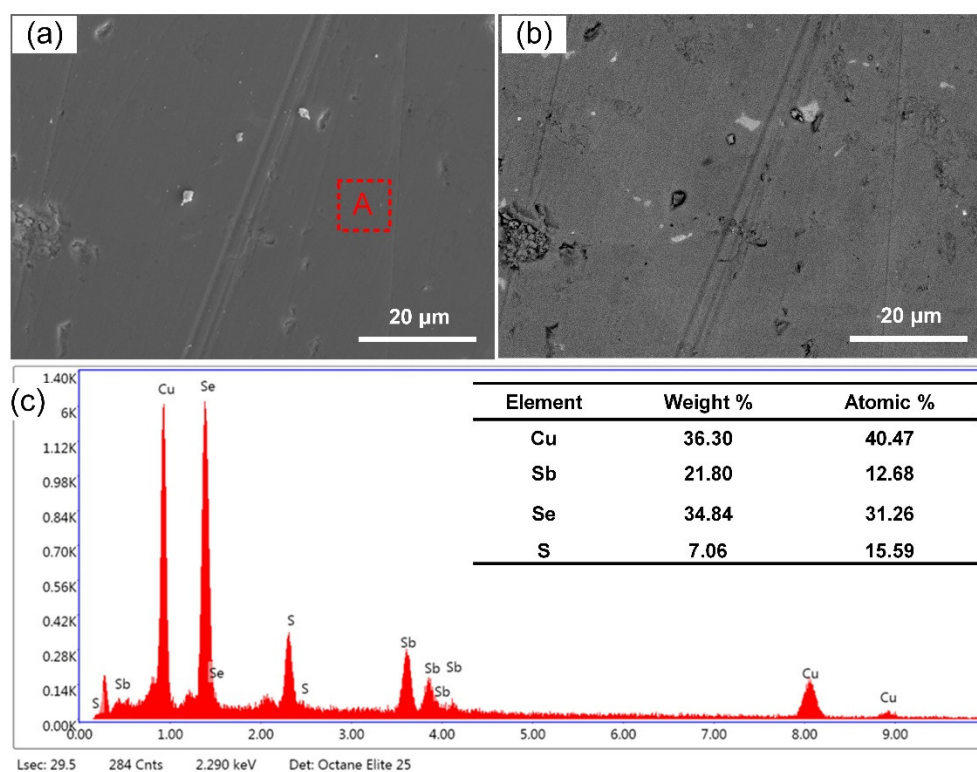 (a)
(b)
A
20 µm
20 µm
(c)
1.40K
6K
1.12K
0.98K
0.84K
0.70K
0.56K
0.42K
0.28K
0.14K
0.00K
Cu
Se
S
Sb
Se
S
S
Sb
Sb
Sb
Sb
Cu
Cu
0.00 1.00 2.00 3.00 4.00 5.00 6.00 7.00 8.00 9.00
Element Weight % Atomic %
Cu 36.30 40.47
Sb 21.80 12.68
Se 34.84 31.26
S 7.06 15.59
Lsec: 29.5 284 Cnts 2.290 keV Det: Octane Elite 25